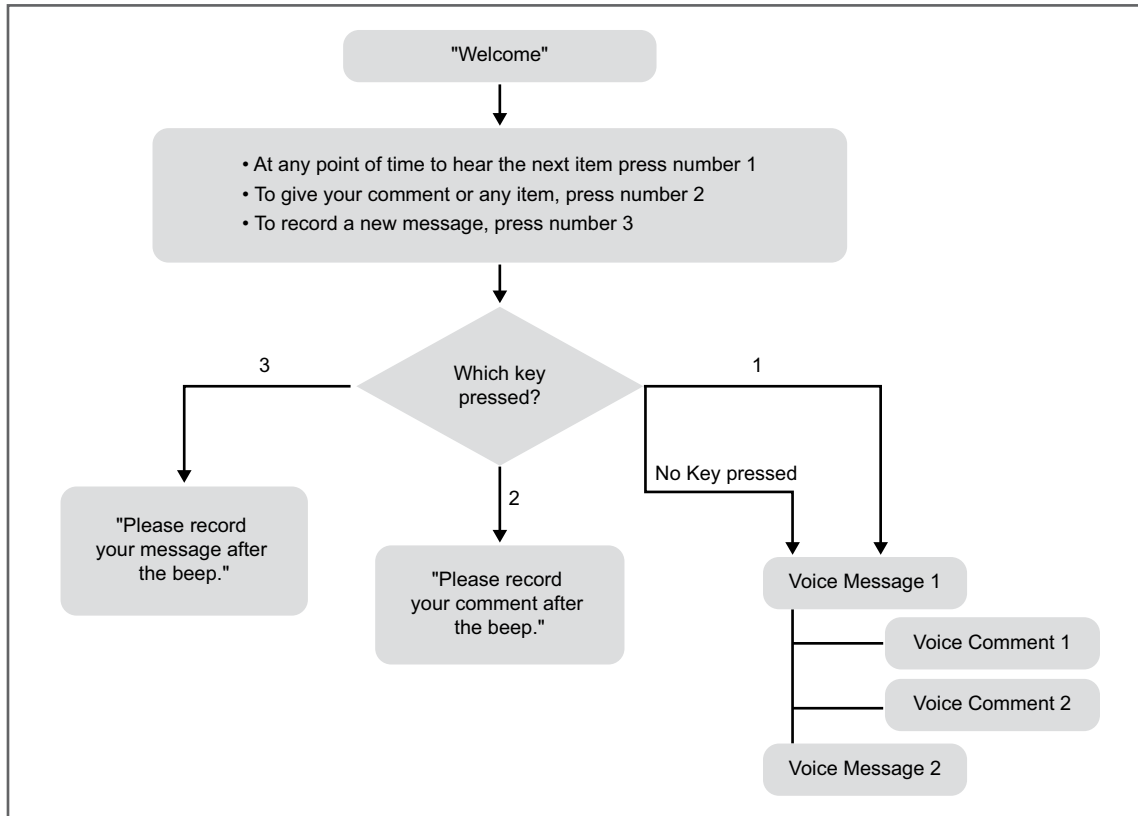 "Welcome"
• At any point of time to hear the next item press number 1
• To give your comment or any item, press number 2
• To record a new message, press number 3
Which key
pressed?
3
1
No Key pressed
2
"Please record
your message after
the beep."
"Please record
your comment after
the beep."
Voice Message 1
Voice Comment 1
Voice Comment 2
Voice Message 2